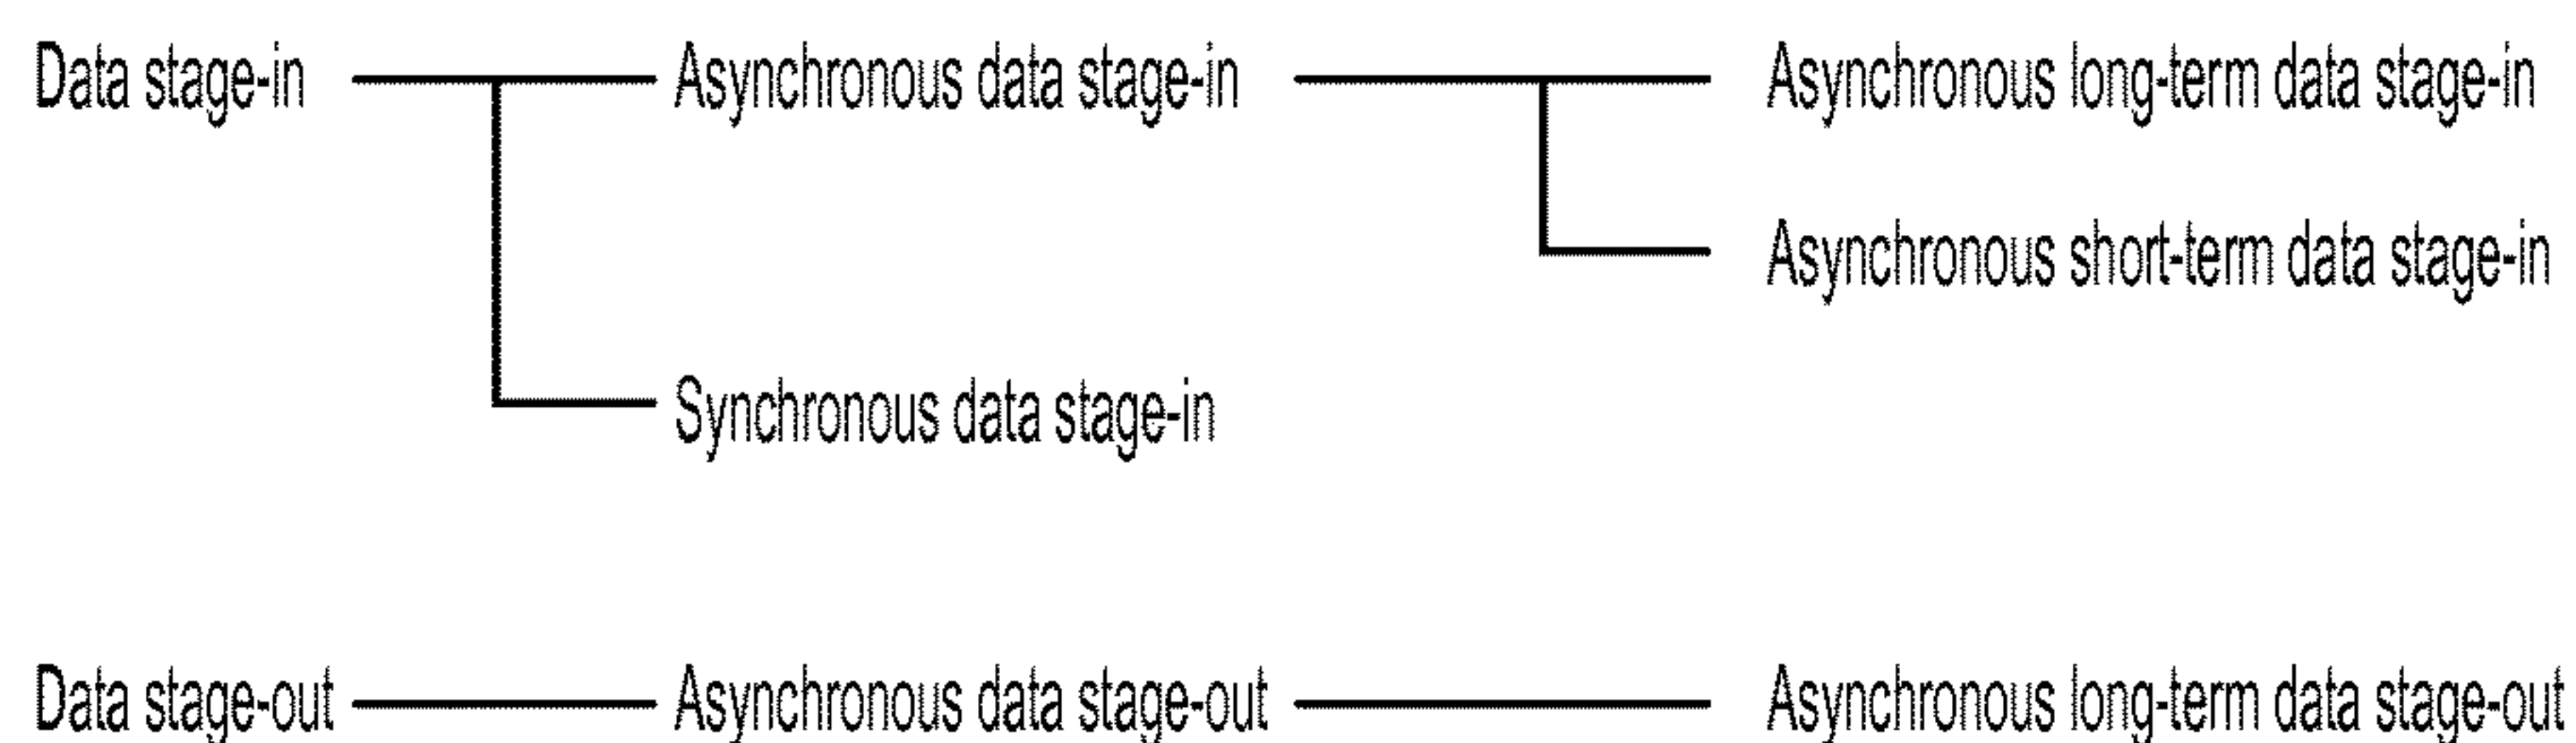 Data stage-in Asynchronous data stage-in Asynchronous long-term data stage-in
Asynchronous short-term data stage-in
Synchronous data stage-in
Data stage-out Asynchronous data stage-out Asynchronous long-term data stage-out